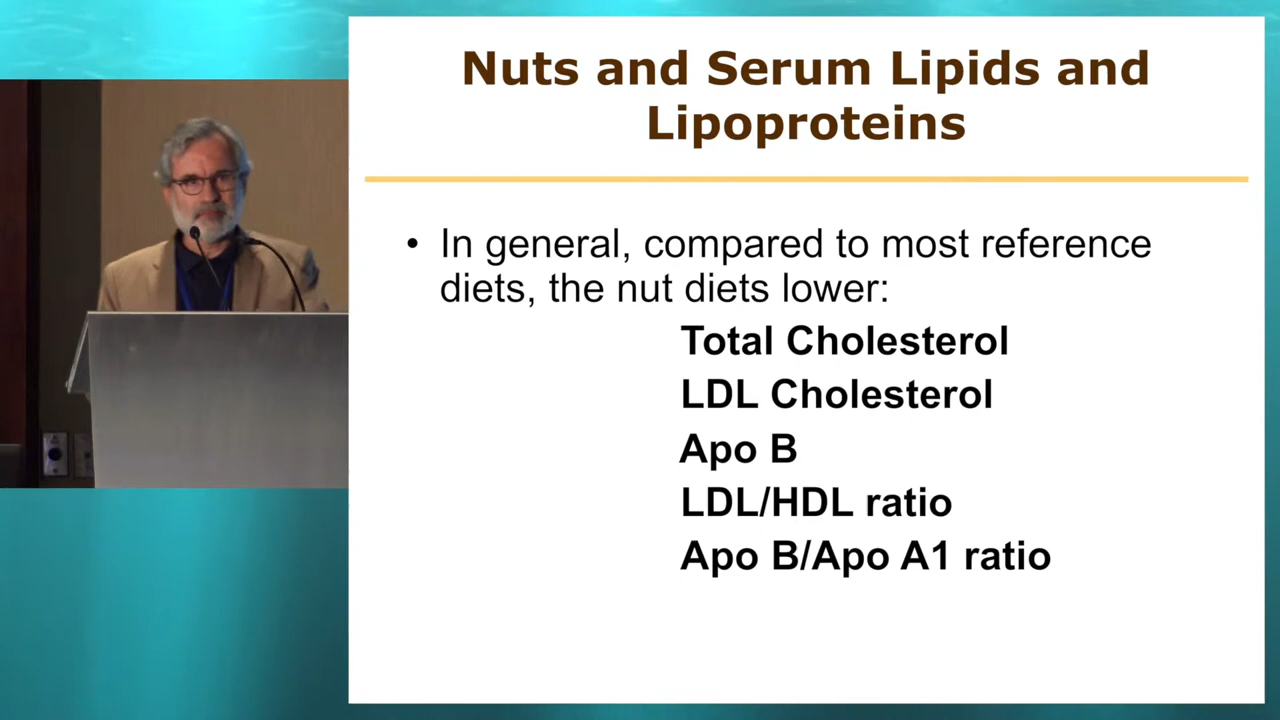 Nuts and Serum Lipids and
Lipoproteins
• In general, compared to most reference
diets, the nut diets lower:
Total Cholesterol
LDL Cholesterol
Apo B
LDL/HDL ratio
Apo B/Apo A1 ratio